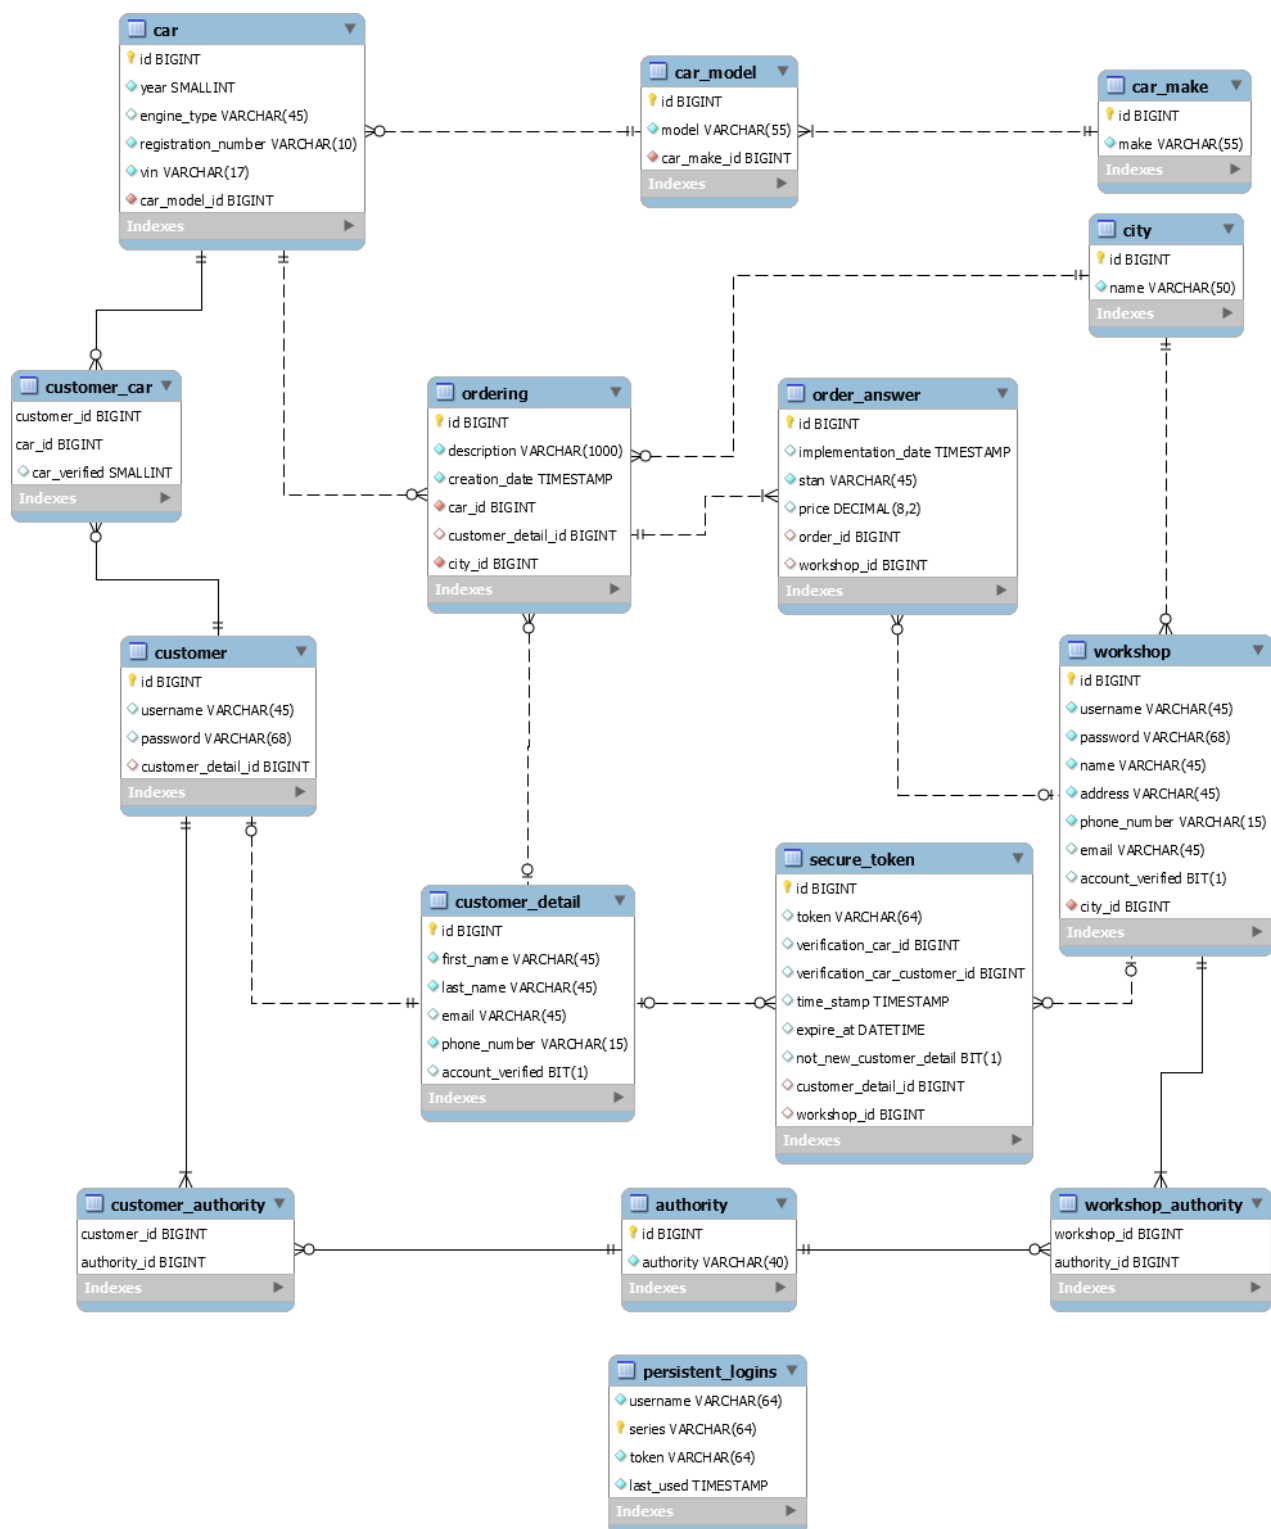 car
id BIGINT
year SMALLINT
engine_type VARCHAR(45)
registration_number VARCHAR(10)
vin VARCHAR(17)
car_model_id BIGINT
Indexes
car_model
id BIGINT
model VARCHAR(55)
car_make_id BIGINT
Indexes
car_make
id BIGINT
make VARCHAR(55)
Indexes
city
id BIGINT
name VARCHAR(50)
Indexes
customer_car
customer_id BIGINT
car_id BIGINT
car_verified SMALLINT
Indexes
ordering
id BIGINT
description VARCHAR(1000)
creation_date TIMESTAMP
car_id BIGINT
customer_detail_id BIGINT
city_id BIGINT
Indexes
order_answer
id BIGINT
implementation_date TIMESTAMP
stan VARCHAR(45)
price DECIMAL(8,2)
order_id BIGINT
workshop_id BIGINT
Indexes
customer
id BIGINT
username VARCHAR(45)
password VARCHAR(68)
customer_detail_id BIGINT
Indexes
workshop
id BIGINT
username VARCHAR(45)
password VARCHAR(68)
name VARCHAR(45)
address VARCHAR(45)
phone_number VARCHAR(15)
email VARCHAR(45)
account_verified BIT(1)
city_id BIGINT
Indexes
customer_detail
id BIGINT
first_name VARCHAR(45)
last_name VARCHAR(45)
email VARCHAR(45)
phone_number VARCHAR(15)
account_verified BIT(1)
Indexes
secure_token
id BIGINT
token VARCHAR(64)
verification_car_id BIGINT
verification_car_customer_id BIGINT
time_stamp TIMESTAMP
expire_at DATETIME
not_new_customer_detail BIT(1)
customer_detail_id BIGINT
workshop_id BIGINT
Indexes
customer_authority
customer_id BIGINT
authority_id BIGINT
Indexes
authority
id BIGINT
authority VARCHAR(40)
Indexes
workshop_authority
workshop_id BIGINT
authority_id BIGINT
Indexes
persistent_logins
username VARCHAR(64)
series VARCHAR(64)
token VARCHAR(64)
last_used TIMESTAMP
Indexes